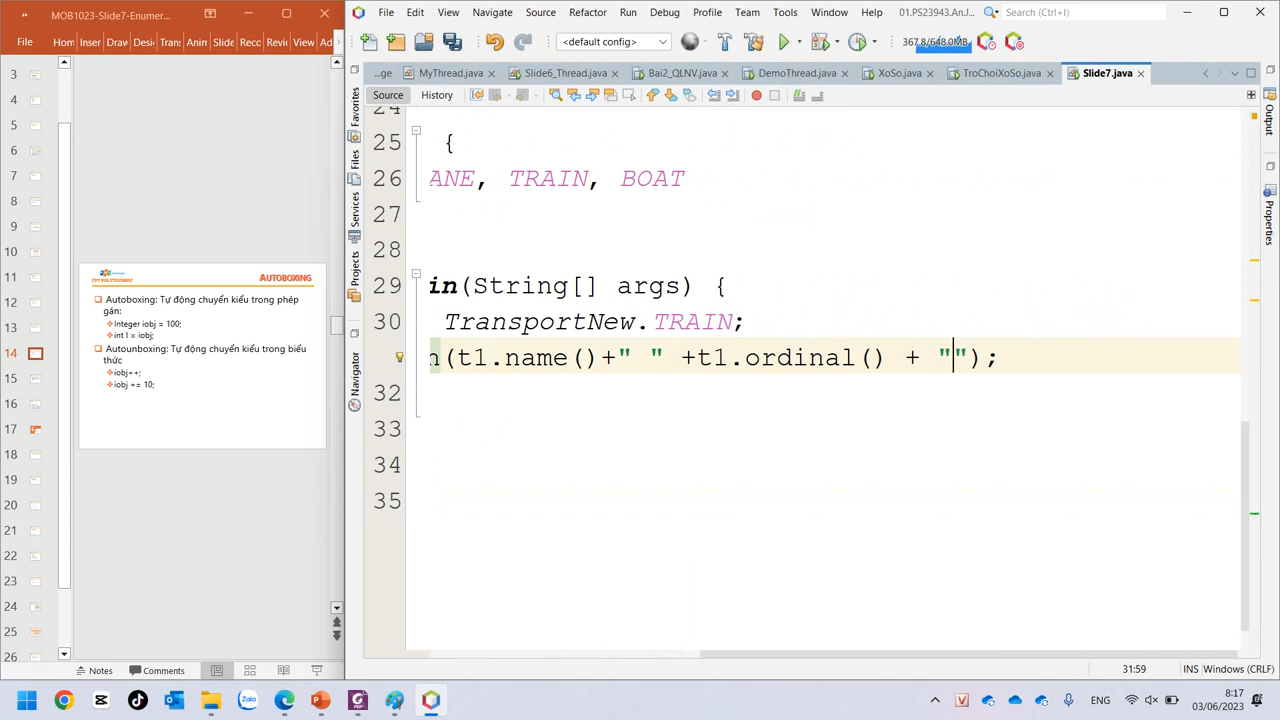 MOB1023-Slide7-Enumer...
File Hom Inser Drav Desi Tran Anim Slide Reco Revi View Ad
3
4
5
6
7
8
9
10
11
12
13
14
15
16
17
18
19
20
21
22
23
24
25
26
FPT POLYTECHNIC
AUTOBOXING
Autoboxing: Tự động chuyển kiểu trong phép
gán:
Integer iobj = 100;
int I = iobj;
Autounboxing: Tự động chuyển kiểu trong biểu
thức
iobj++;
iobj += 10;
Notes Comments
File Edit View Navigate Source Refactor Run Debug Profile Team Tools Window Help
01.PS23943.AnJ...
Search (Ctrl+I)
<default config>
367.8/648.0MB
...ge MyThread.java Slide6_Thread.java Bai2_QLNV.java DemoThread.java XoSo.java TroChoiXoSo.java Slide7.java
Source History
Favorites
Files
Services
Projects
Navigator
Output
Properties
24
25 {
26 ANE, TRAIN, BOAT
27
28
29 in(String[] args) {
30 TransportNew.TRAIN;
n(t1.name()+" " +t1.ordinal() + "");
32
33
34
35
31:59 INS Windows (CRLF)
Zalo
ENG
8:17
03/06/2023